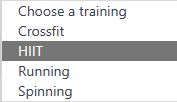 Choose a training
Crossfit
HIIT
Running
Spinning